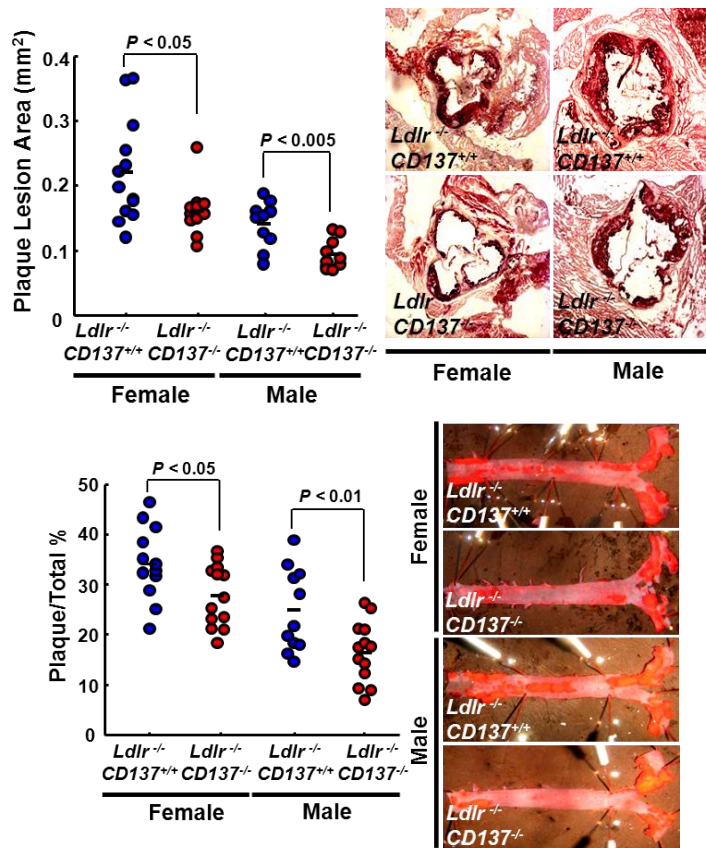 Plaque Lesion Area (mm²)
0.4
0.3
0.2
0.1
0
P < 0.05
P < 0.005
Ldlr -/- Ldlr -/- Ldlr -/- Ldlr -/-
CD137+/+ CD137-/- CD137+/+ CD137-/-
Female Male
Ldlr -/-
CD137+/+
Ldlr -/-
CD137+/+
Ldlr -/-
CD137-/-
Ldlr -/-
CD137-/-
Female Male
Plaque/Total %
50
40
30
20
10
0
P < 0.05
P < 0.01
Ldlr -/- Ldlr -/- Ldlr -/- Ldlr -/-
CD137+/+ CD137-/- CD137+/+ CD137-/-
Female Male
Female
Ldlr -/-
CD137+/+
Ldlr -/-
CD137-/-
Male
Ldlr -/-
CD137+/+
Ldlr -/-
CD137-/-